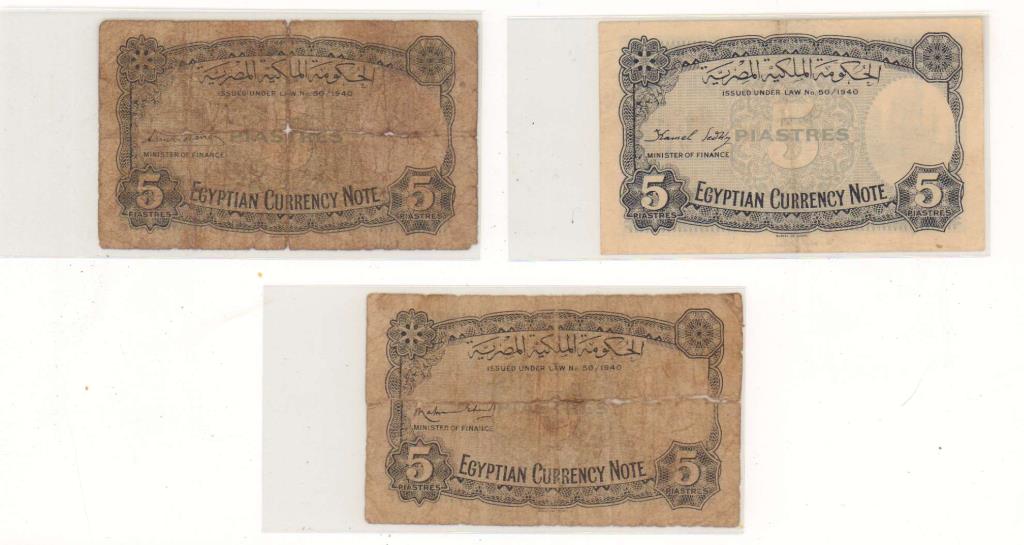 الحكومة الملكية المصرية
ISSUED UNDER LAW No. 50/1940
PIASTRES
MINISTER OF FINANCE
5 EGYPTIAN CURRENCY NOTE 5
PIASTRES PIASTRES
الحكومة الملكية المصرية
ISSUED UNDER LAW No. 50/1940
5
PIASTRES
Kamel Sedky
MINISTER OF FINANCE
5 EGYPTIAN CURRENCY NOTE 5
PIASTRES PIASTRES
الحكومة الملكية المصرية
ISSUED UNDER LAW No. 50/1940
PIASTRES
MINISTER OF FINANCE
5 EGYPTIAN CURRENCY NOTE 5
PIASTRES PIASTRES